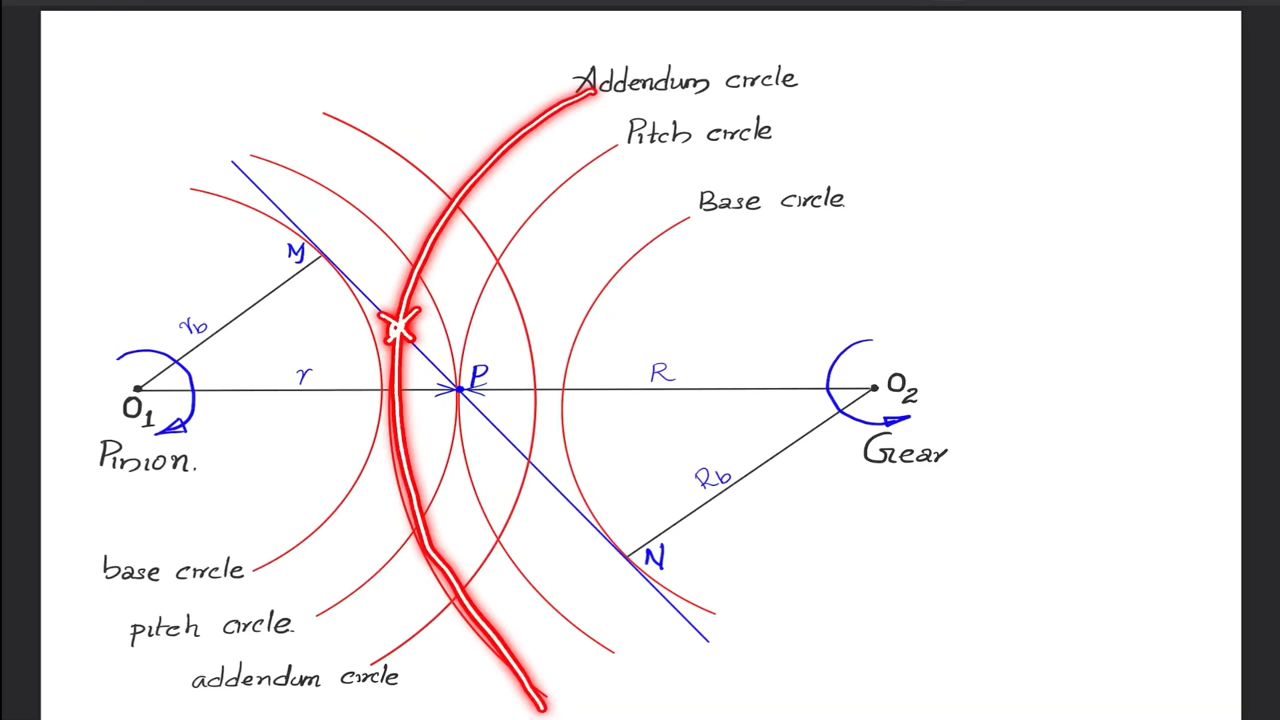 Addendum circle
Pitch circle
Base circle
M
rb
r
P
R
O1
O2
Pinion.
Gear
Rb
N
base circle
pitch circle.
addendum circle